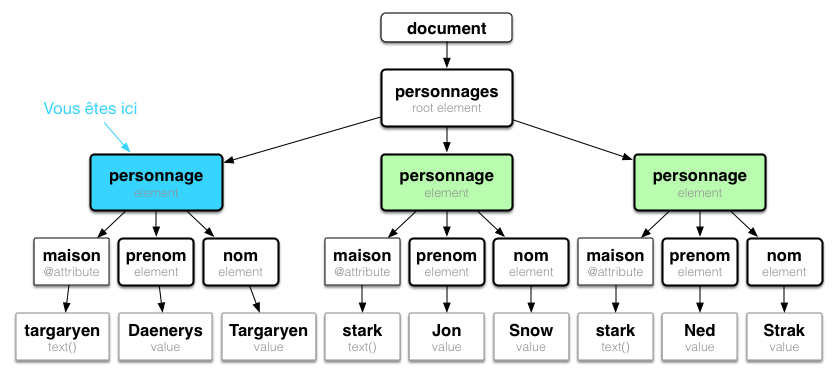 document
personnages
root element
Vous êtes ici
personnage
element
personnage
element
personnage
element
maison
@attribute
prenom
element
nom
element
maison
@attribute
prenom
element
nom
element
maison
@attribute
prenom
element
nom
element
targaryen
text()
Daenerys
value
Targaryen
value
stark
text()
Jon
value
Snow
value
stark
text()
Ned
value
Strak
value